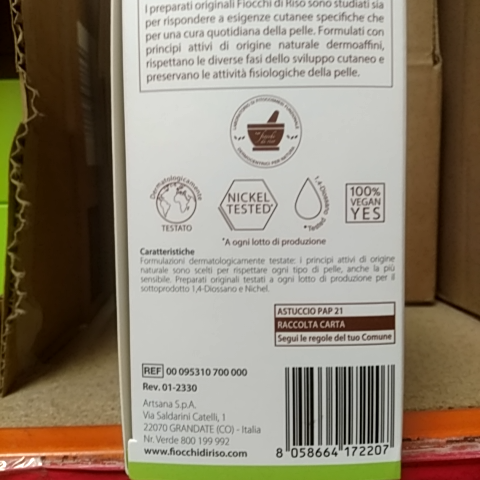 I preparati originali Fiocchi di Riso sono studiati sia
per rispondere a esigenze cutanee specifiche che
per una cura quotidiana della pelle. Formulati con
principi attivi di origine naturale dermoaffini,
rispettano le diverse fasi dello sviluppo cutaneo e
preservano le attività fisiologiche della pelle.
Dermatologicamente
TESTATO
NICKEL
TESTED*
1,4-Diossano
*Tested
100%
VEGAN
YES
*A ogni lotto di produzione
Caratteristiche
Formulazioni dermatologicamente testate: i principi attivi di origine
naturale sono scelti per rispettare ogni tipo di pelle, anche la più
sensibile. Preparati originali testati a ogni lotto di produzione per il
sottoprodotto 1,4-Diossano e Nichel.
ASTUCCIO PAP 21
RACCOLTA CARTA
Segui le regole del tuo Comune
REF 00 095310 700 000
Rev. 01-2330
Artsana S.p.A.
Via Saldarini Catelli, 1
22070 GRANDATE (CO) - Italia
Nr. Verde 800 199 992
www.fiocchidiriso.com
8 058664 172207